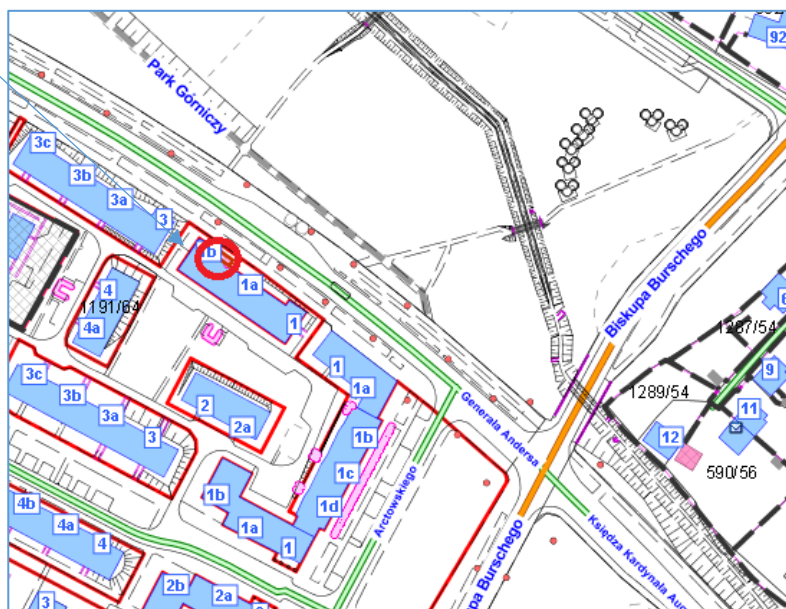 92
Park Górniczy
3c
3b
3a
3
1b
1a
1
4
1191/64
4a
1
1a
1b
1c
1d
2
2a
3c
3b
3a
3
1b
1a
1
4b
4a
4
3
2b
2a
Biskupa Burschego
1287/54
6
9
1289/54
11
12
590/56
Generała Andersa
Arctowskiego
Biskupa Burschego
Księdza Kardynała